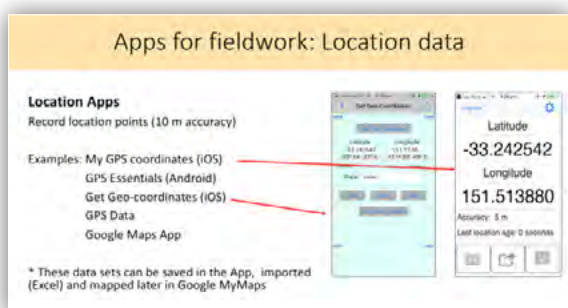 Apps for fieldwork: Location data
Location Apps
Record location points (10 m accuracy)
Examples: My GPS coordinates (iOS)
GPS Essentials (Android)
Get Geo-coordinates (iOS)
GPS Data
Google Maps App
* These data sets can be saved in the App, imported
(Excel) and mapped later in Google MyMaps
Get Geo-Coordinates
Latitude
Longitude
Latitude
-33.242542
Longitude
151.513880
Accuracy: 5 m
Last location age: 0 seconds